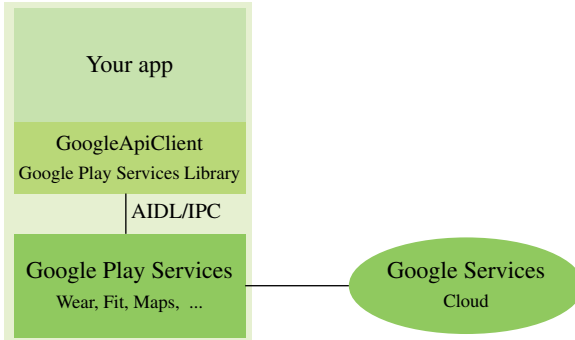 Your app
GoogleApiClient
Google Play Services Library
AIDL/IPC
Google Play Services
Wear, Fit, Maps, ...
Google Services
Cloud